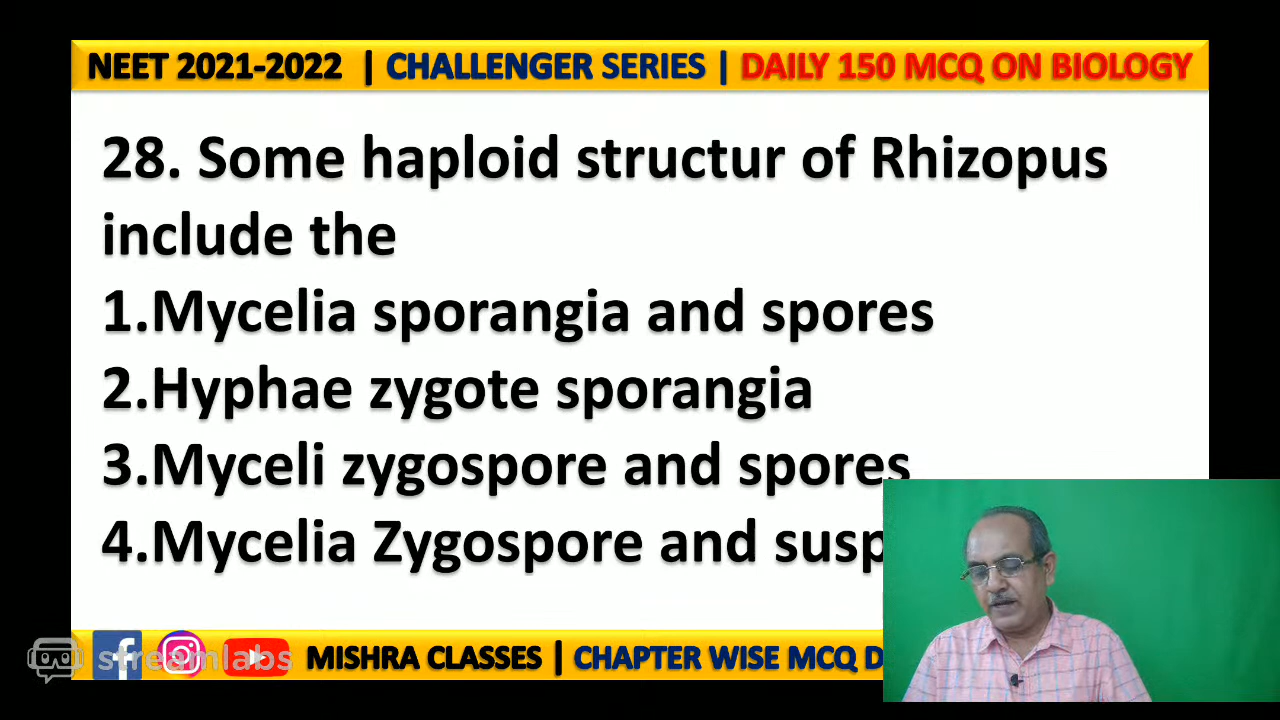 NEET 2021-2022 | CHALLENGER SERIES | DAILY 150 MCQ ON BIOLOGY
28. Some haploid structur of Rhizopus
include the
1.Mycelia sporangia and spores
2.Hyphae zygote sporangia
3.Myceli zygospore and spores
4.Mycelia Zygospore and
streamlabs MISHRA CLASSES | CHAPTER WISE MCQ